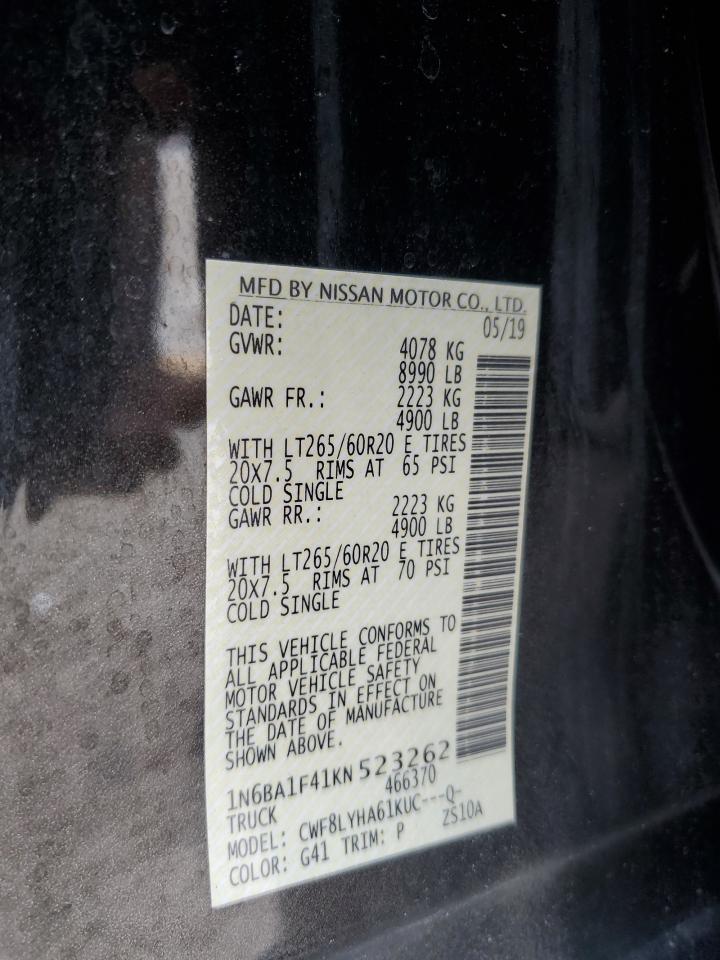 MFD BY NISSAN MOTOR CO., LTD.
DATE: 05/19
GVWR: 4078 KG
8990 LB
GAWR FR.: 2223 KG
4900 LB
WITH LT265/60R20 E TIRES
20X7.5 RIMS AT 65 PSI
COLD SINGLE
GAWR RR.: 2223 KG
4900 LB
WITH LT265/60R20 E TIRES
20X7.5 RIMS AT 70 PSI
COLD SINGLE
THIS VEHICLE CONFORMS TO
ALL APPLICABLE FEDERAL
MOTOR VEHICLE SAFETY
STANDARDS IN EFFECT ON
THE DATE OF MANUFACTURE
SHOWN ABOVE.
1N6BA1F41KN523262
TRUCK 466370
MODEL: CWF8LYHA61KUC---Q-
COLOR: G41 TRIM: P ZS10A